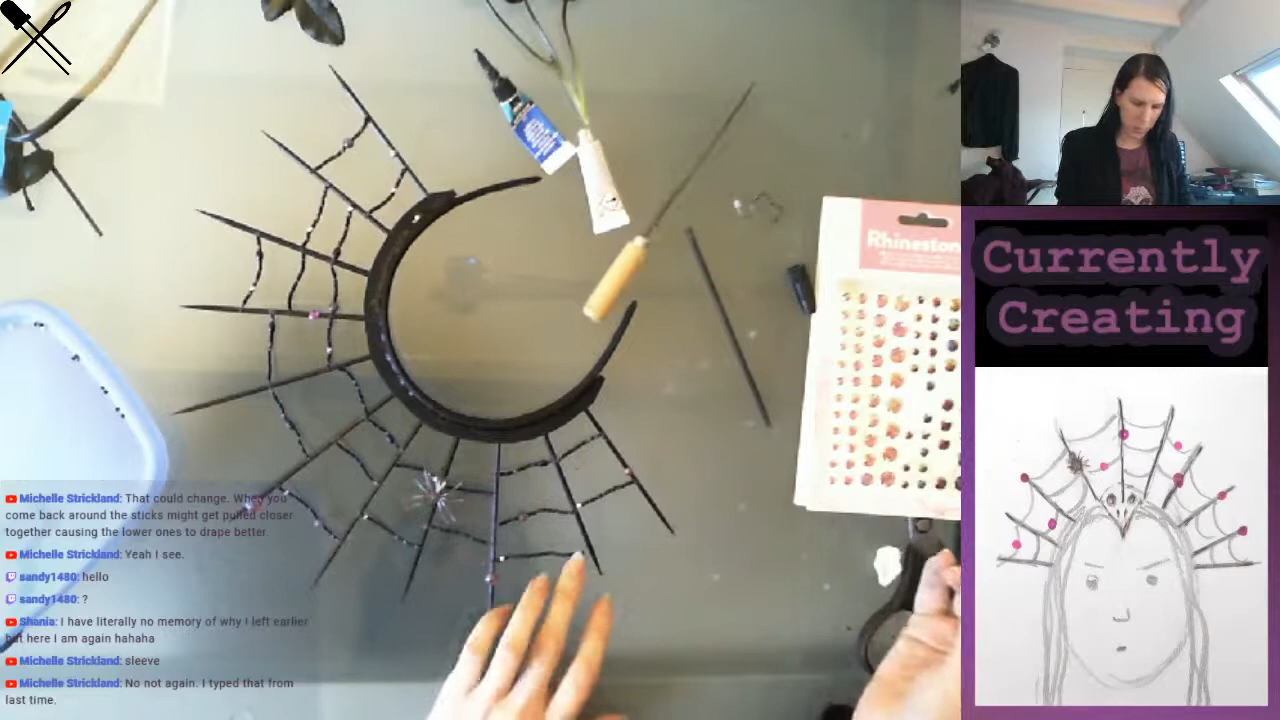 Rhineston
Currently
Creating
Michelle Strickland: That could change. When you
come back around the sticks might get pulled closer
together causing the lower ones to drape better.
Michelle Strickland: Yeah I see.
sandy1480: hello
sandy1480: ?
Shania: I have literally no memory of why I left earlier
but here I am again hahaha
Michelle Strickland: sleeve
Michelle Strickland: No not again. I typed that from
last time.